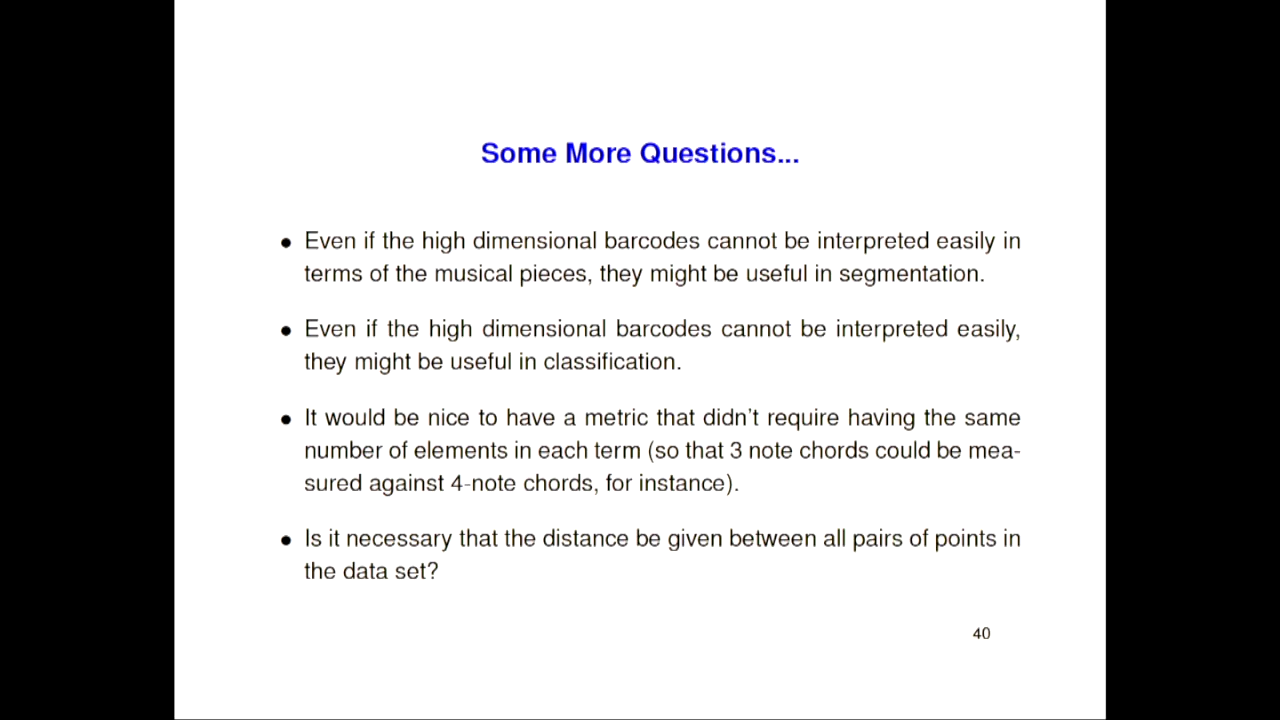 Some More Questions...
● Even if the high dimensional barcodes cannot be interpreted easily in
terms of the musical pieces, they might be useful in segmentation.
● Even if the high dimensional barcodes cannot be interpreted easily,
they might be useful in classification.
● It would be nice to have a metric that didn't require having the same
number of elements in each term (so that 3 note chords could be mea-
sured against 4-note chords, for instance).
● Is it necessary that the distance be given between all pairs of points in
the data set?
40